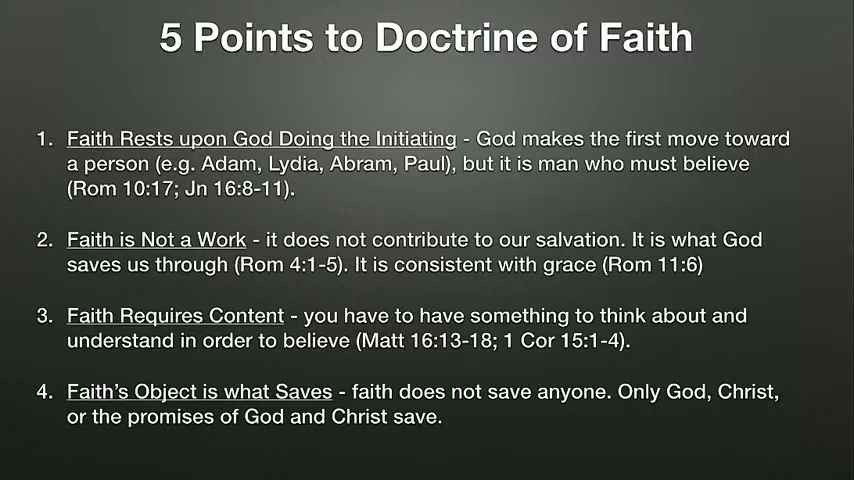 5 Points to Doctrine of Faith
1. Faith Rests upon God Doing the Initiating - God makes the first move toward
a person (e.g. Adam, Lydia, Abram, Paul), but it is man who must believe
(Rom 10:17; Jn 16:8-11).
2. Faith is Not a Work - it does not contribute to our salvation. It is what God
saves us through (Rom 4:1-5). It is consistent with grace (Rom 11:6)
3. Faith Requires Content - you have to have something to think about and
understand in order to believe (Matt 16:13-18; 1 Cor 15:1-4).
4. Faith's Object is what Saves - faith does not save anyone. Only God, Christ,
or the promises of God and Christ save.